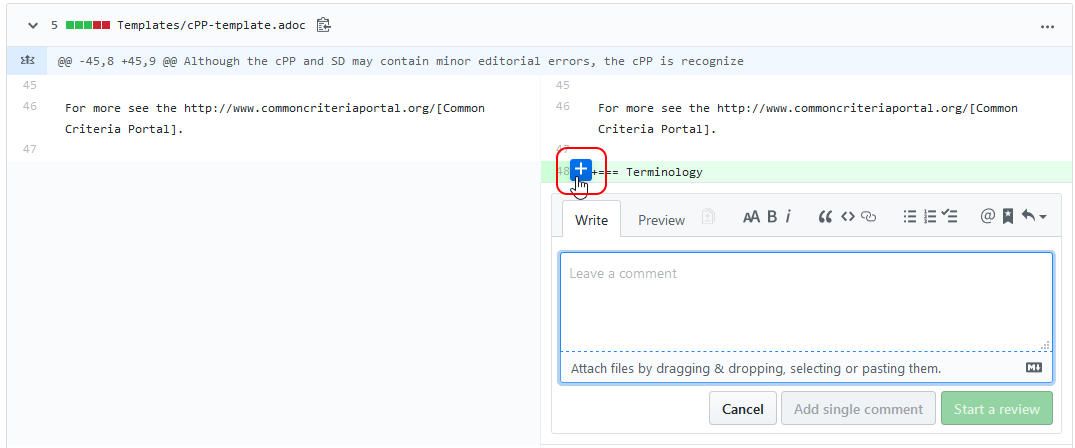 5 Templates/cPP-template.adoc
@@ -45,8 +45,9 @@ Although the cPP and SD may contain minor editorial errors, the cPP is recognize
45 45
46 For more see the http://www.commoncriteriaportal.org/[Common 46 For more see the http://www.commoncriteriaportal.org/[Common
Criteria Portal]. Criteria Portal].
47 47
48 +=== Terminology
Write Preview AA B i @
Leave a comment
Attach files by dragging & dropping, selecting or pasting them.
Cancel Add single comment Start a review